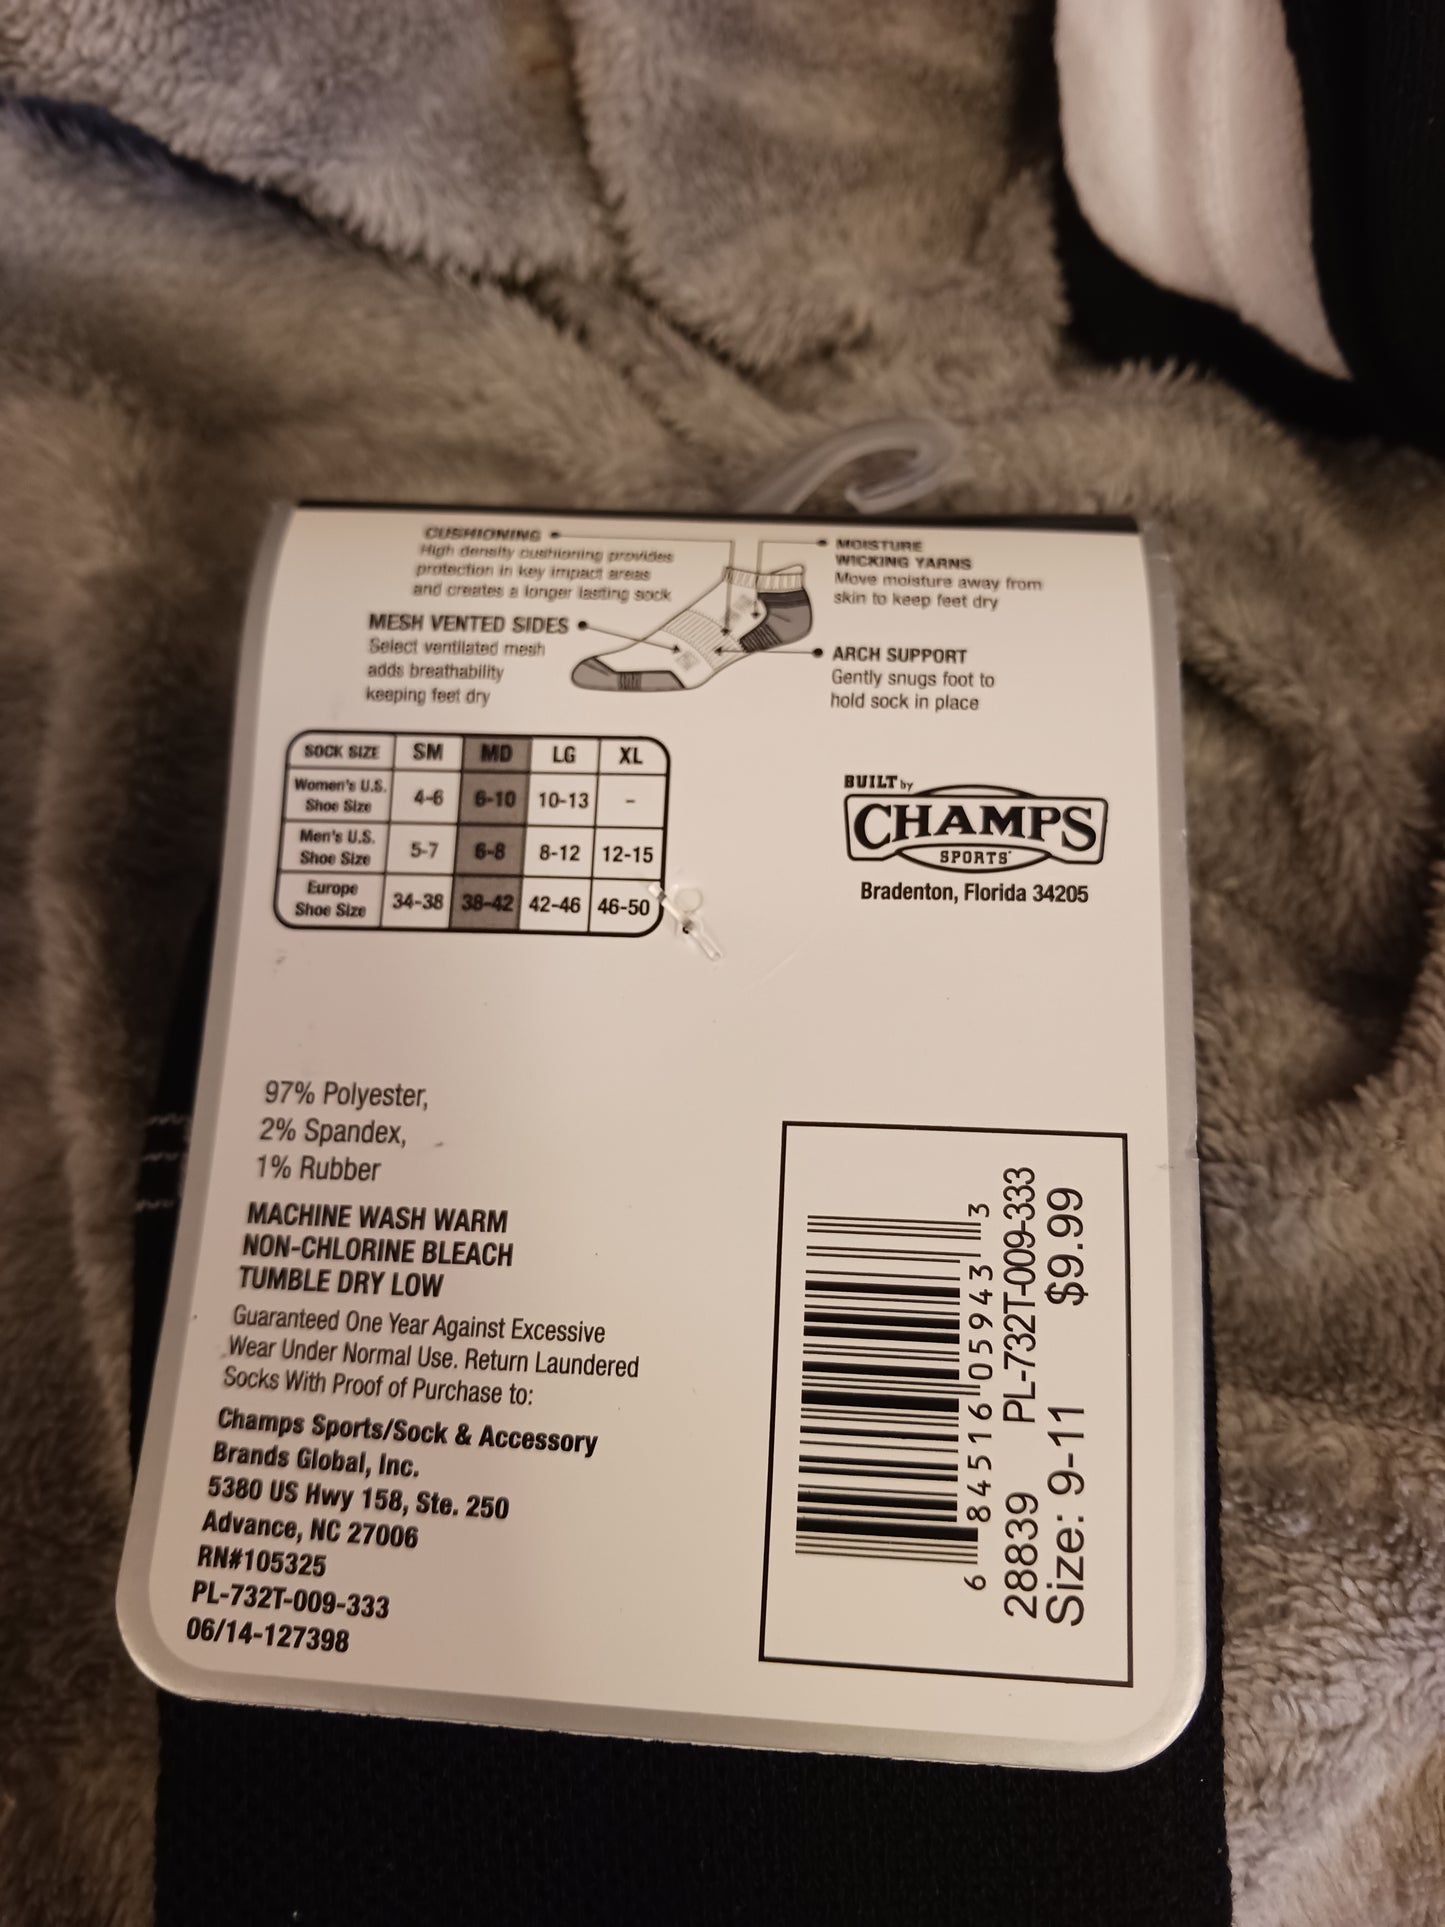 CUSHIONING
High density cushioning provides
protection in key impact areas
and creates a longer lasting sock
MOISTURE
WICKING YARNS
Move moisture away from
skin to keep feet dry
MESH VENTED SIDES
Select ventilated mesh
adds breathability
keeping feet dry
ARCH SUPPORT
Gently snugs foot to
hold sock in place
SOCK SIZE SM MD LG XL
Women's U.S.
Shoe Size 4-6 6-10 10-13 –
Men's U.S.
Shoe Size 5-7 6-8 8-12 12-15
Europe
Shoe Size 34-38 38-42 42-46 46-50
BUILT by
CHAMPS
SPORTS
Bradenton, Florida 34205
97% Polyester,
2% Spandex,
1% Rubber
MACHINE WASH WARM
NON-CHLORINE BLEACH
TUMBLE DRY LOW
Guaranteed One Year Against Excessive
Wear Under Normal Use. Return Laundered
Socks With Proof of Purchase to:
Champs Sports/Sock & Accessory
Brands Global, Inc.
5380 US Hwy 158, Ste. 250
Advance, NC 27006
RN#105325
PL-732T-009-333
06/14-127398
6 84516 05943 3
28839 PL-732T-009-333
Size: 9-11 $9.99